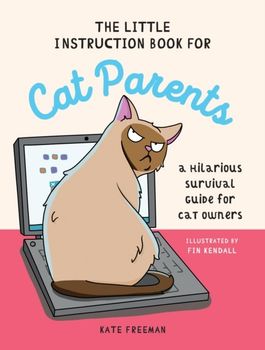 THE LITTLE
INSTRUCTION BOOK FOR
Cat Parents
a Hilarious
Survival
Guide for
Cat Owners
ILLUSTRATED BY
FIN KENDALL
KATE FREEMAN